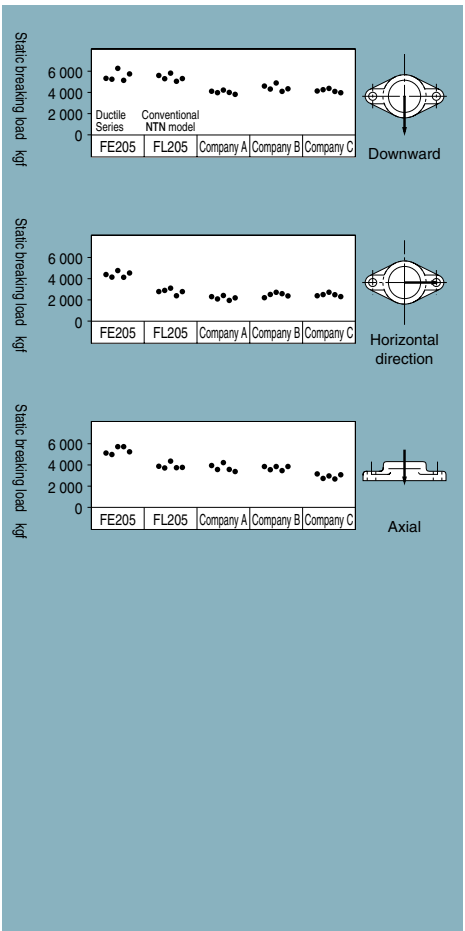 Static breaking load kgf
6 000
4 000
2 000
0
Ductile Series
Conventional NTN model
FE205
FL205
Company A
Company B
Company C
Downward
Static breaking load kgf
6 000
4 000
2 000
0
FE205
FL205
Company A
Company B
Company C
Horizontal
direction
Static breaking load kgf
6 000
4 000
2 000
0
FE205
FL205
Company A
Company B
Company C
Axial